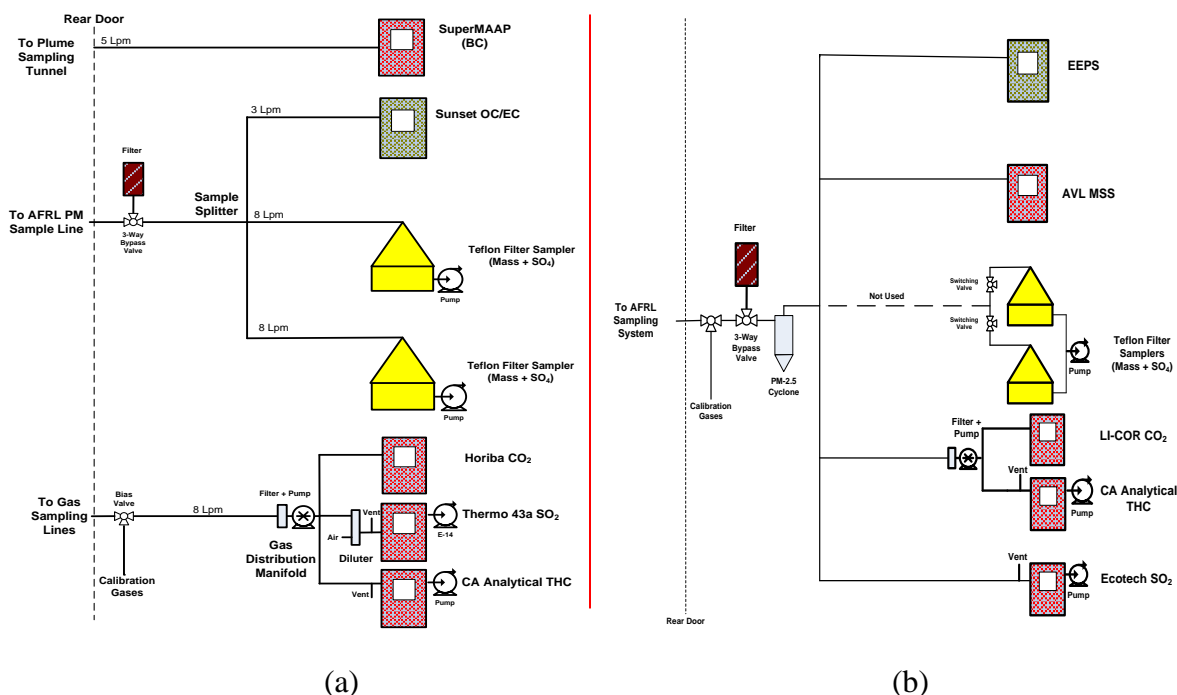 Rear Door
To Plume
Sampling
Tunnel
5 Lpm
SuperMAAP
(BC)
3 Lpm
Sunset OC/EC
Filter
To AFRL PM
Sample Line
3-Way
Bypass
Valve
Sample
Splitter
8 Lpm
Teflon Filter Sampler
(Mass + SO₄)
Pump
8 Lpm
Teflon Filter Sampler
(Mass + SO₄)
Pump
Horiba CO₂
To Gas
Sampling
Lines
Bias
Valve
8 Lpm
Filter + Pump
Vent
Thermo 43a SO₂
E-14
Air
Diluter
Gas
Distribution
Manifold
Calibration
Gases
Vent
CA Analytical THC
Pump
(a)
EEPS
AVL MSS
Filter
To AFRL
Sampling
System
3-Way
Bypass
Valve
PM-2.5
Cyclone
Calibration
Gases
Not Used
Switching
Valve
Switching
Valve
Teflon Filter
Samplers
(Mass + SO₄)
Pump
Filter +
Pump
LI-COR CO₂
Vent
CA Analytical
THC
Pump
Vent
Ecotech SO₂
Pump
Rear Door
(b)